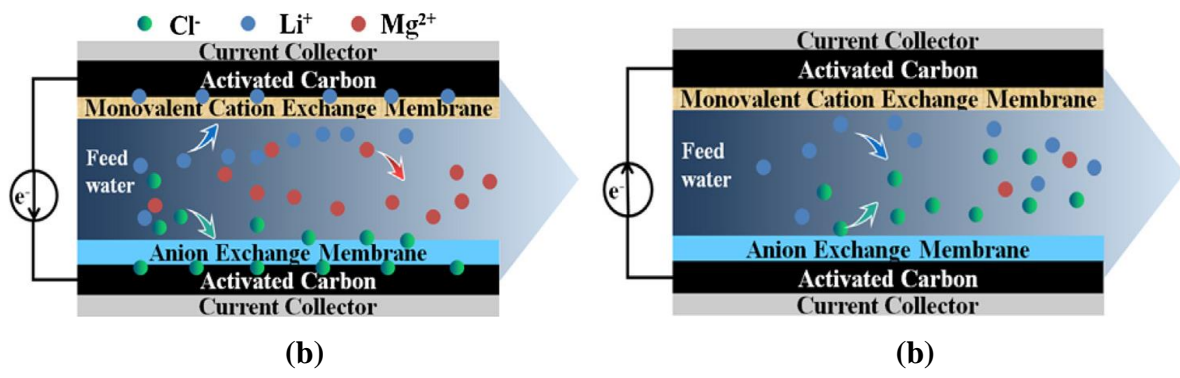 Cl- Li+ Mg2+
Current Collector
Activated Carbon
Monovalent Cation Exchange Membrane
Feed
water
e-
Anion Exchange Membrane
Activated Carbon
Current Collector
(b)
Current Collector
Activated Carbon
Monovalent Cation Exchange Membrane
Feed
water
e-
Anion Exchange Membrane
Activated Carbon
Current Collector
(b)